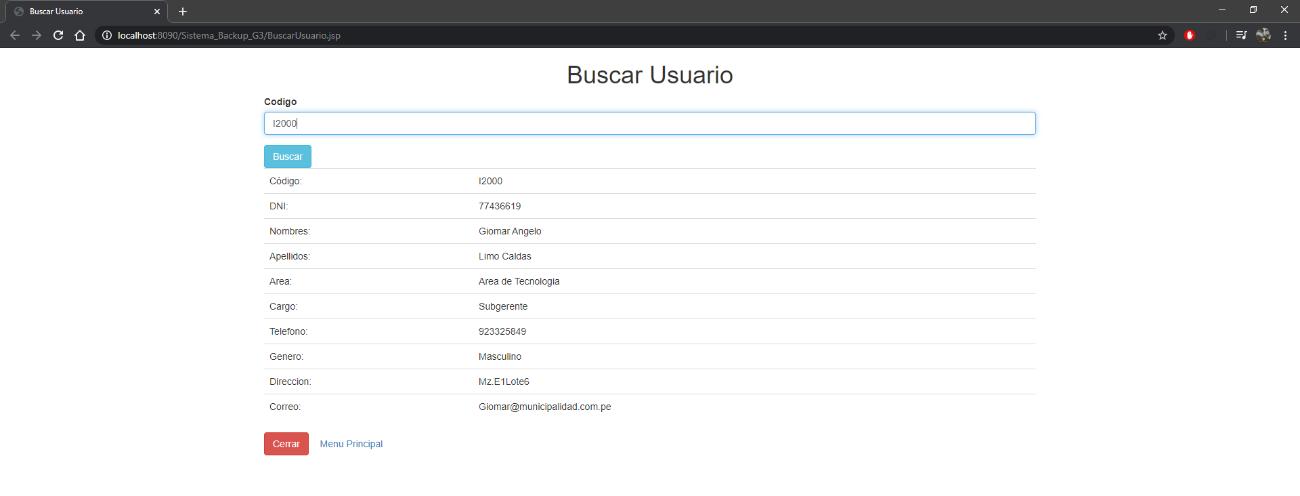 Buscar Usuario
localhost:8090/Sistema_Backup_G3/BuscarUsuario.jsp
Buscar Usuario
Codigo
I2000
Buscar
Código: I2000
DNI: 77436619
Nombres: Giomar Angelo
Apellidos: Limo Caldas
Area: Area de Tecnologia
Cargo: Subgerente
Telefono: 923325849
Genero: Masculino
Direccion: Mz.E1Lote6
Correo: Giomar@municipalidad.com.pe
Cerrar Menu Principal